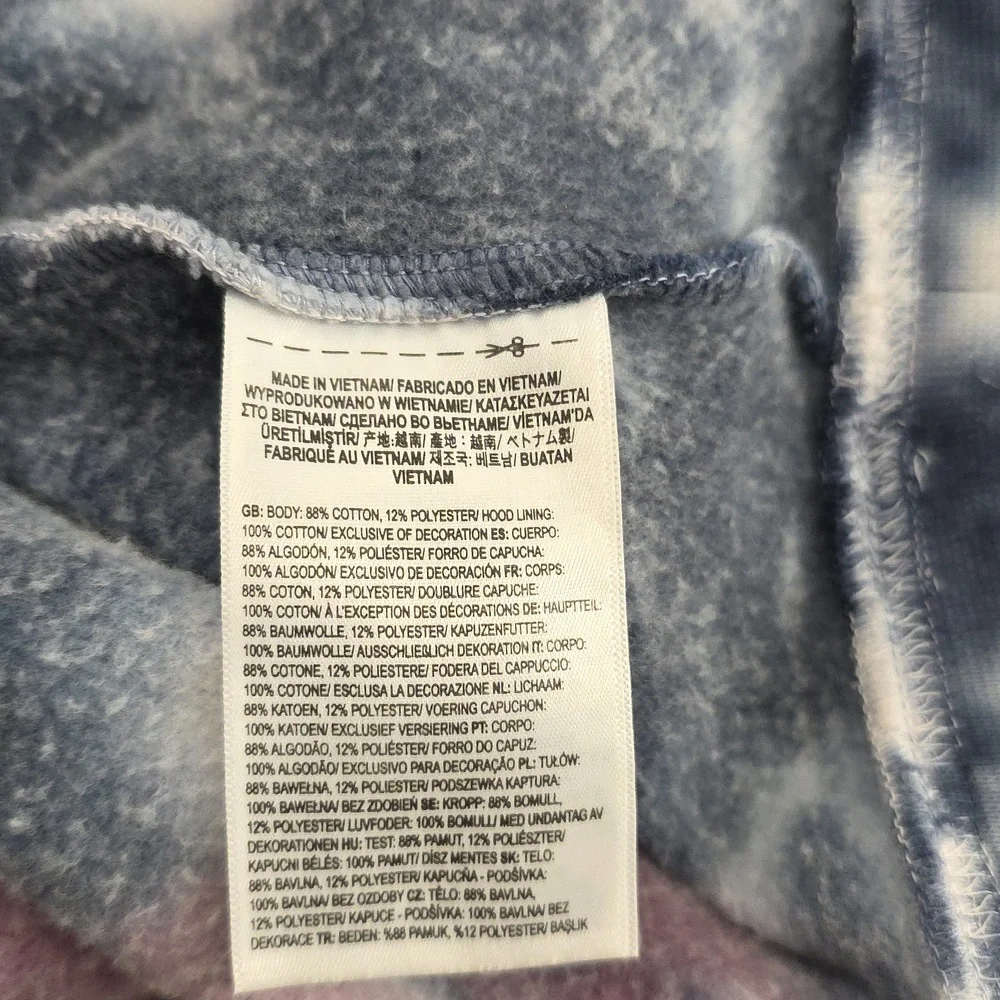 MADE IN VIETNAM/ FABRICADO EN VIETNAM/
WYPRODUKOWANO W WIETNAMIE/ ΚΑΤΑΣΚΕΥΑΖΕΤΑΙ
ΣΤΟ ΒΙΕΤΝΑΜ/ СДЕЛАНО ВО ВЬЕТНАМЕ/ VİETNAM'DA
ÜRETİLMİŞTİR/ 产地:越南/ 產地：越南/ ベトナム製/
FABRIQUÉ AU VIETNAM/ 제조국: 베트남/ BUATAN
VIETNAM
GB: BODY: 88% COTTON, 12% POLYESTER/ HOOD LINING:
100% COTTON/ EXCLUSIVE OF DECORATION ES: CUERPO:
88% ALGODÓN, 12% POLIÉSTER/ FORRO DE CAPUCHA:
100% ALGODÓN/ EXCLUSIVO DE DECORACIÓN FR: CORPS:
88% COTON, 12% POLYESTER/ DOUBLURE CAPUCHE:
100% COTON/ À L'EXCEPTION DES DÉCORATIONS DE: HAUPTTEIL:
88% BAUMWOLLE, 12% POLYESTER/ KAPUZENFUTTER:
100% BAUMWOLLE/ AUSSCHLIEẞLICH DEKORATION IT: CORPO:
88% COTONE, 12% POLIESTERE/ FODERA DEL CAPPUCCIO:
100% COTONE/ ESCLUSA LA DECORAZIONE NL: LICHAAM:
88% KATOEN, 12% POLYESTER/ VOERING CAPUCHON:
100% KATOEN/ EXCLUSIEF VERSIERING PT: CORPO:
88% ALGODÃO, 12% POLIÉSTER/ FORRO DO CAPUZ:
100% ALGODÃO/ EXCLUSIVO PARA DECORAÇÃO PL: TUŁÓW:
88% BAWEŁNA, 12% POLYESTER/ PODSZEWKA KAPTURA:
100% BAWEŁNA/ BEZ ZDOBIEŃ SE: KROPP: 88% BOMULL,
12% POLYESTER/ LUVFODER: 100% BOMULL/ MED UNDANTAG AV
DEKORATIONEN HU: TEST: 88% PAMUT, 12% POLIÉSZTER/
KAPUCNI BÉLÉS: 100% PAMUT/ DÍSZ MENTES SK: TELO:
88% BAVLNA, 12% POLYESTER/ KAPUCŇA - PODŠÍVKA:
100% BAVLNA/ BEZ OZDOBY CZ: TĚLO: 88% BAVLNA,
12% POLYESTER/ KAPUCE - PODŠÍVKA: 100% BAVLNA/ BEZ
DEKORACE TR: BEDEN: %88 PAMUK, %12 POLYESTER/ BAŞLIK